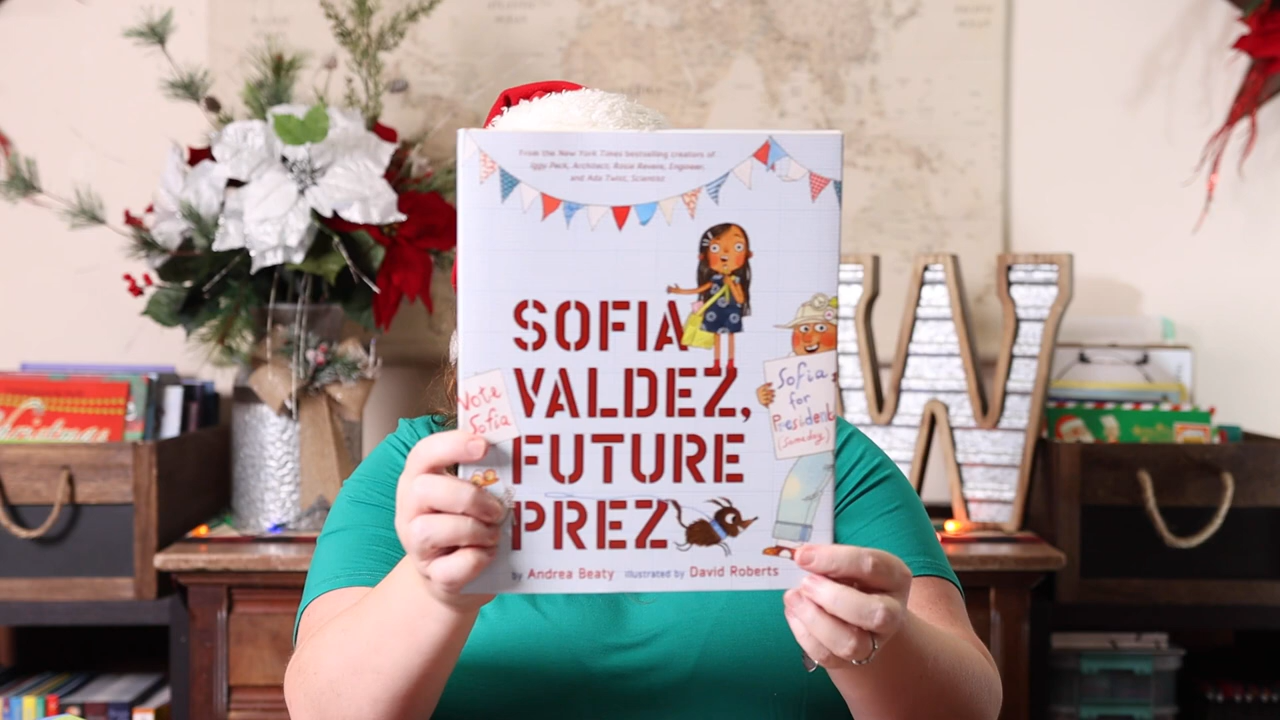 From the New York Times bestselling creators of
Iggy Peck, Architect; Rosie Revere, Engineer;
and Ada Twist, Scientist
SOFIA
VALDEZ,
FUTURE
PREZ
Vote
Sofia
Sofia
for
President
(someday)
by Andrea Beaty illustrated by David Roberts
Christmas
W